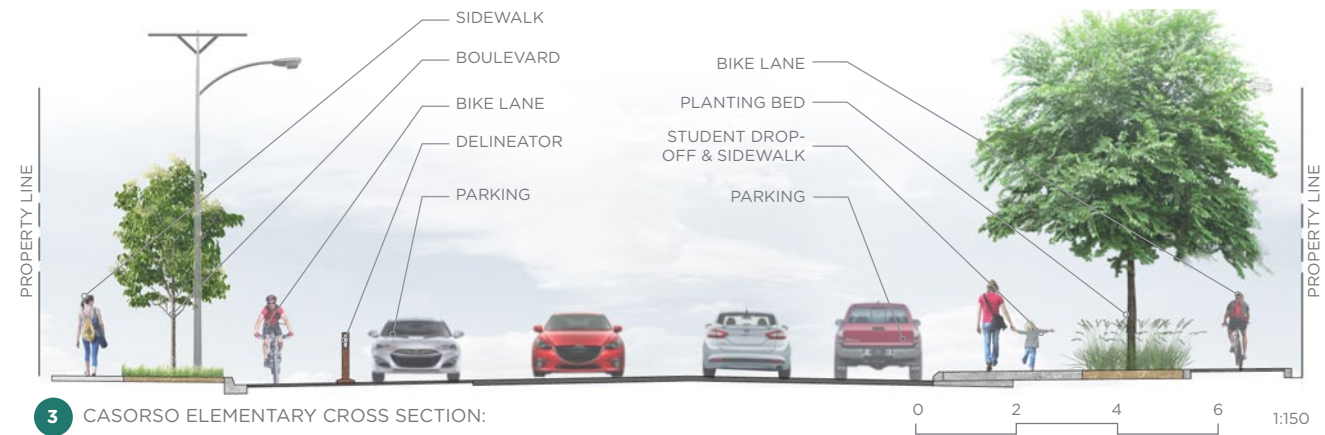 SIDEWALK
BOULEVARD
BIKE LANE
DELINEATOR
PARKING
BIKE LANE
PLANTING BED
STUDENT DROP-
OFF & SIDEWALK
PARKING
PROPERTY LINE
PROPERTY LINE
3 CASORSO ELEMENTARY CROSS SECTION:
0 2 4 6 1:150